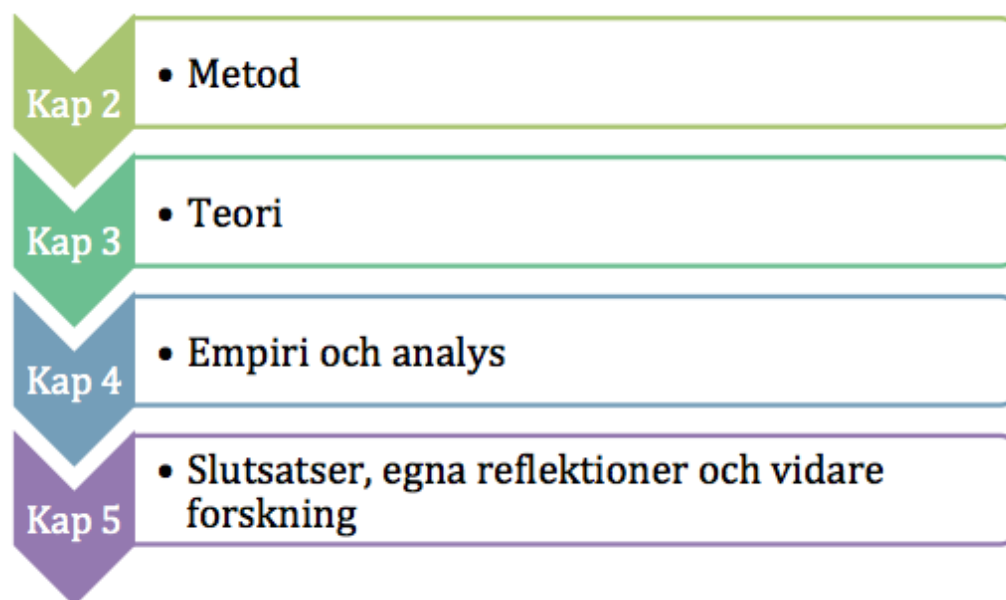 Kap 2
• Metod
Kap 3
• Teori
Kap 4
• Empiri och analys
Kap 5
• Slutsatser, egna reflektioner och vidare
forskning